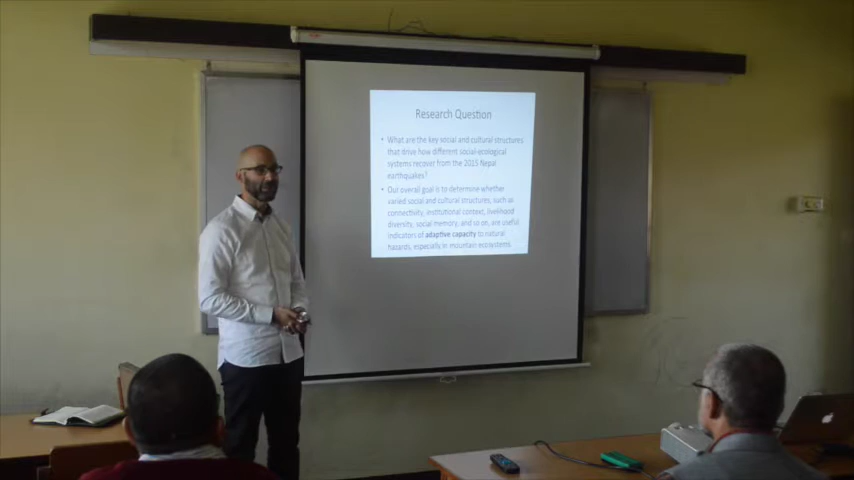 Research Question
• What are the key social and cultural structures
that drive how different social-ecological
systems recover from the 2015 Nepal
earthquakes?
• Our overall goal is to determine whether
varied social and cultural structures, such as
connectivity, institutional context, livelihood
diversity, social memory, and so on, are useful
indicators of adaptive capacity to natural
hazards, especially in mountain ecosystems.